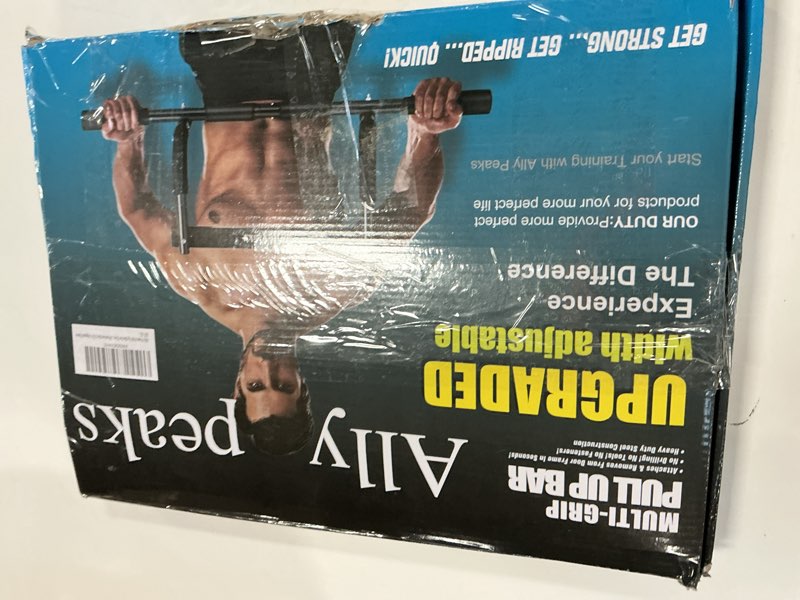 MULTI-GRIP
PULL UP BAR
• Attaches & Removes From Door Frame In Seconds!
• No Drilling! No Tools! No Fasteners!
• Heavy Duty Steel Construction
Ally peaks
UPGRADED
width adjustable
Experience
The Difference
OUR DUTY:Provide more perfect
products for your more perfect life
Start your Training with Ally Peaks
GET STRONG... GET RIPPED... QUICK!